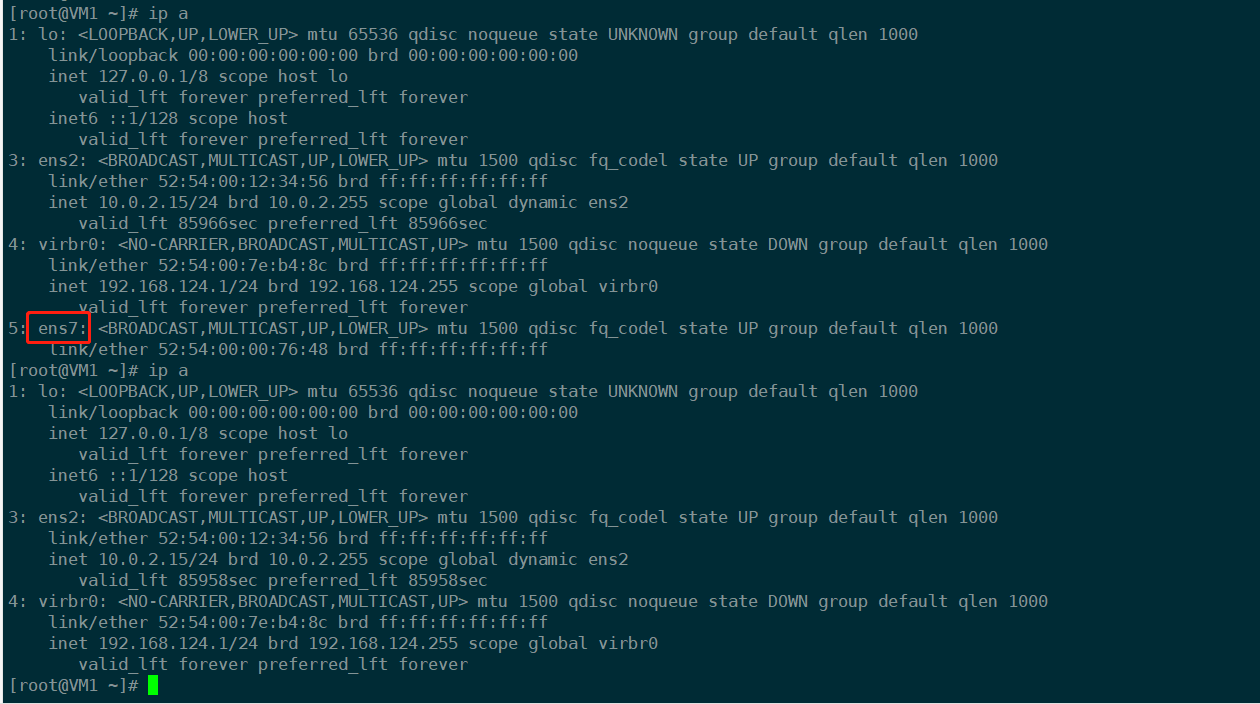 [root@VM1 ~]# ip a
1: lo: <LOOPBACK,UP,LOWER_UP> mtu 65536 qdisc noqueue state UNKNOWN group default qlen 1000
    link/loopback 00:00:00:00:00:00 brd 00:00:00:00:00:00
    inet 127.0.0.1/8 scope host lo
       valid_lft forever preferred_lft forever
    inet6 ::1/128 scope host
       valid_lft forever preferred_lft forever
3: ens2: <BROADCAST,MULTICAST,UP,LOWER_UP> mtu 1500 qdisc fq_codel state UP group default qlen 1000
    link/ether 52:54:00:12:34:56 brd ff:ff:ff:ff:ff:ff
    inet 10.0.2.15/24 brd 10.0.2.255 scope global dynamic ens2
       valid_lft 85966sec preferred_lft 85966sec
4: virbr0: <NO-CARRIER,BROADCAST,MULTICAST,UP> mtu 1500 qdisc noqueue state DOWN group default qlen 1000
    link/ether 52:54:00:7e:b4:8c brd ff:ff:ff:ff:ff:ff
    inet 192.168.124.1/24 brd 192.168.124.255 scope global virbr0
       valid_lft forever preferred_lft forever
5: ens7: <BROADCAST,MULTICAST,UP,LOWER_UP> mtu 1500 qdisc fq_codel state UP group default qlen 1000
    link/ether 52:54:00:00:76:48 brd ff:ff:ff:ff:ff:ff
[root@VM1 ~]# ip a
1: lo: <LOOPBACK,UP,LOWER_UP> mtu 65536 qdisc noqueue state UNKNOWN group default qlen 1000
    link/loopback 00:00:00:00:00:00 brd 00:00:00:00:00:00
    inet 127.0.0.1/8 scope host lo
       valid_lft forever preferred_lft forever
    inet6 ::1/128 scope host
       valid_lft forever preferred_lft forever
3: ens2: <BROADCAST,MULTICAST,UP,LOWER_UP> mtu 1500 qdisc fq_codel state UP group default qlen 1000
    link/ether 52:54:00:12:34:56 brd ff:ff:ff:ff:ff:ff
    inet 10.0.2.15/24 brd 10.0.2.255 scope global dynamic ens2
       valid_lft 85958sec preferred_lft 85958sec
4: virbr0: <NO-CARRIER,BROADCAST,MULTICAST,UP> mtu 1500 qdisc noqueue state DOWN group default qlen 1000
    link/ether 52:54:00:7e:b4:8c brd ff:ff:ff:ff:ff:ff
    inet 192.168.124.1/24 brd 192.168.124.255 scope global virbr0
       valid_lft forever preferred_lft forever
[root@VM1 ~]#